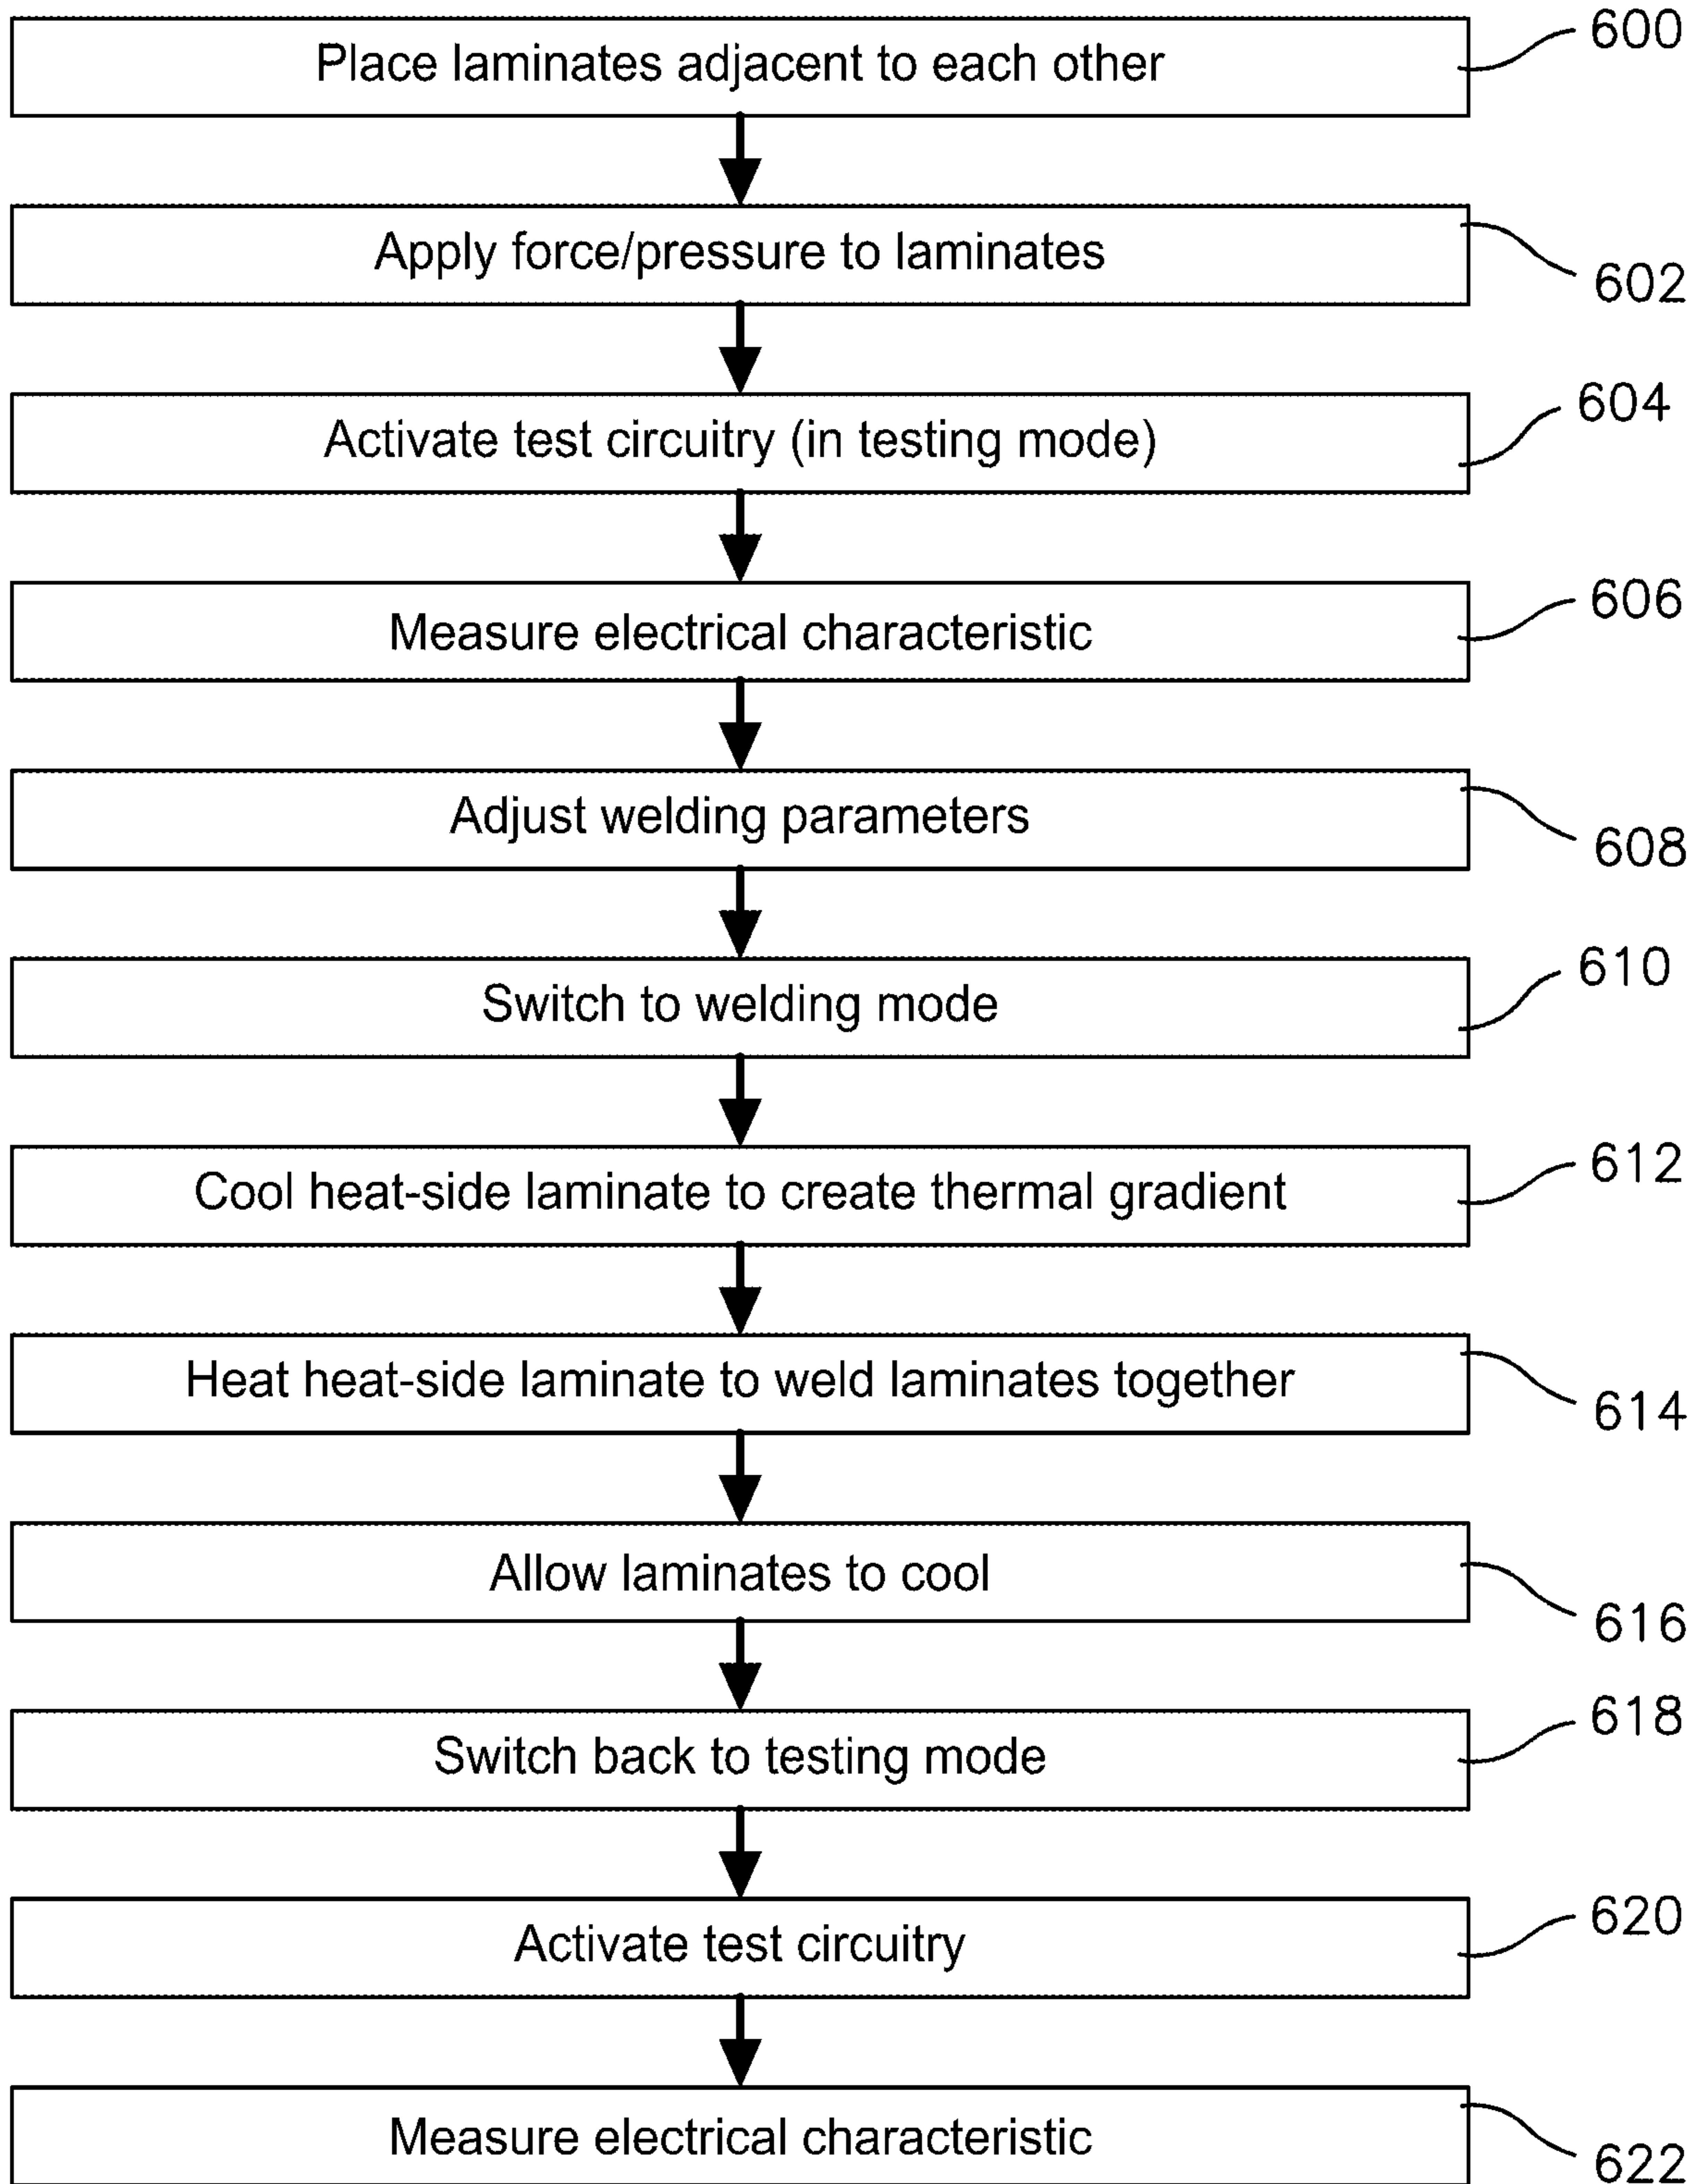 Place laminates adjacent to each other
600
Apply force/pressure to laminates
602
Activate test circuitry (in testing mode)
604
Measure electrical characteristic
606
Adjust welding parameters
608
Switch to welding mode
610
Cool heat-side laminate to create thermal gradient
612
Heat heat-side laminate to weld laminates together
614
Allow laminates to cool
616
Switch back to testing mode
618
Activate test circuitry
620
Measure electrical characteristic
622